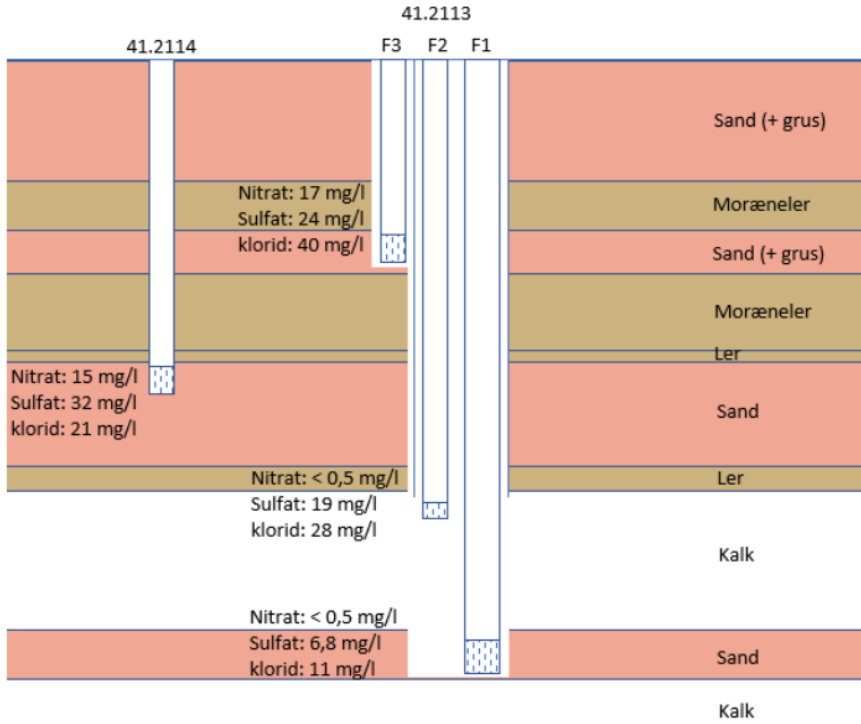 41.2113
41.2114
F3
F2
F1
Sand (+ grus)
Nitrat: 17 mg/l
Sulfat: 24 mg/l
klorid: 40 mg/l
Moræneler
Sand (+ grus)
Moræneler
Ler
Nitrat: 15 mg/l
Sulfat: 32 mg/l
klorid: 21 mg/l
Sand
Nitrat: < 0,5 mg/l
Sulfat: 19 mg/l
klorid: 28 mg/l
Ler
Kalk
Nitrat: < 0,5 mg/l
Sulfat: 6,8 mg/l
klorid: 11 mg/l
Sand
Kalk